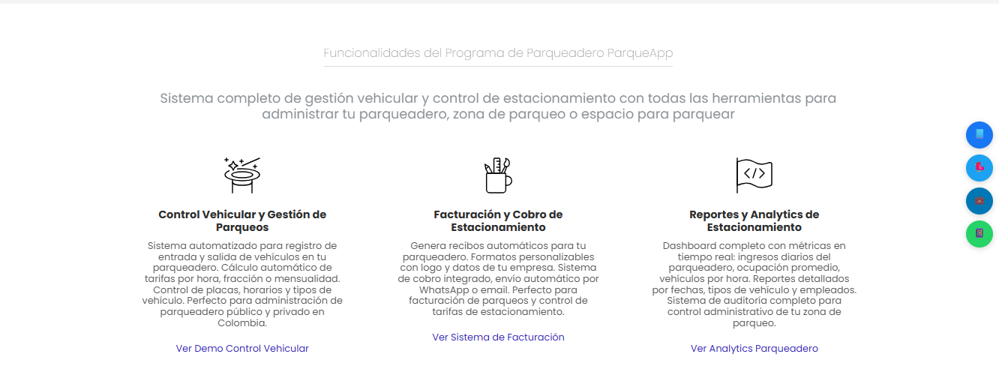 Funcionalidades del Programa de Parqueadero ParqueApp
Sistema completo de gestión vehicular y control de estacionamiento con todas las herramientas para
administrar tu parqueadero, zona de parqueo o espacio para parquear
Control Vehicular y Gestión de
Parqueos
Sistema automatizado para registro de
entrada y salida de vehículos en tu
parqueadero. Cálculo automático de
tarifas por hora, fracción o mensualidad.
Control de placas, horarios y tipos de
vehículo. Perfecto para administración de
parqueadero público y privado en
Colombia.
Ver Demo Control Vehicular
Facturación y Cobro de
Estacionamiento
Genera recibos automáticos para tu
parqueadero. Formatos personalizables
con logo y datos de tu empresa. Sistema
de cobro integrado, envío automático por
WhatsApp o email. Perfecto para
facturación de parqueos y control de
tarifas de estacionamiento.
Ver Sistema de Facturación
Reportes y Analytics de
Estacionamiento
Dashboard completo con métricas en
tiempo real: ingresos diarios del
parqueadero, ocupación promedio,
vehículos por hora. Reportes detallados
por fechas, tipos de vehículo y empleados.
Sistema de auditoría completo para
control administrativo de tu zona de
parqueo.
Ver Analytics Parqueadero